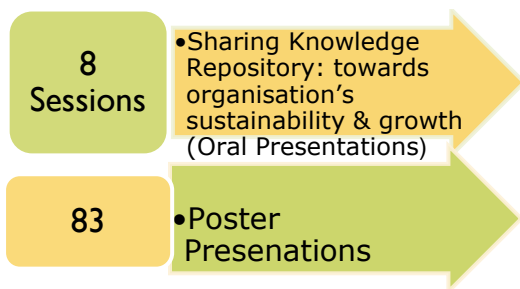 8
Sessions
•Sharing Knowledge
Repository: towards
organisation’s
sustainability & growth
(Oral Presentations)
83
•Poster
Presenations